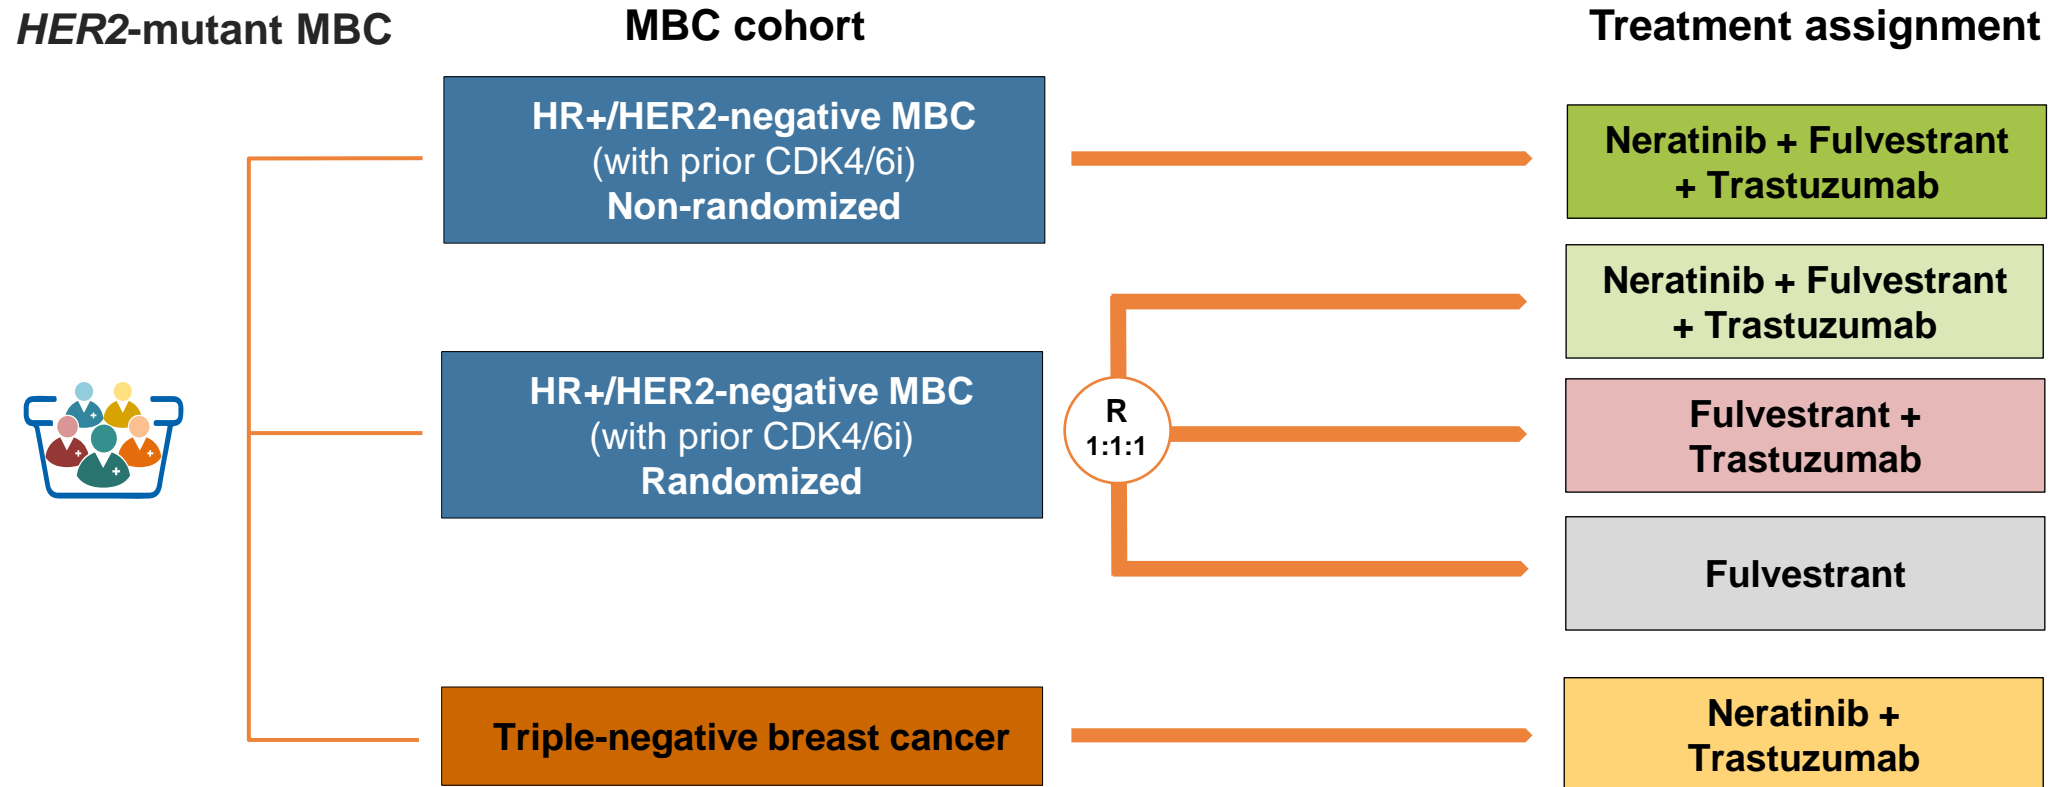 HER2-mutant MBC
MBC cohort
Treatment assignment
HR+/HER2-negative MBC
(with prior CDK4/6i)
Non-randomized
Neratinib + Fulvestrant
+ Trastuzumab
HR+/HER2-negative MBC
(with prior CDK4/6i)
Randomized
R
1:1:1
Neratinib + Fulvestrant
+ Trastuzumab
Fulvestrant +
Trastuzumab
Fulvestrant
Triple-negative breast cancer
Neratinib +
Trastuzumab